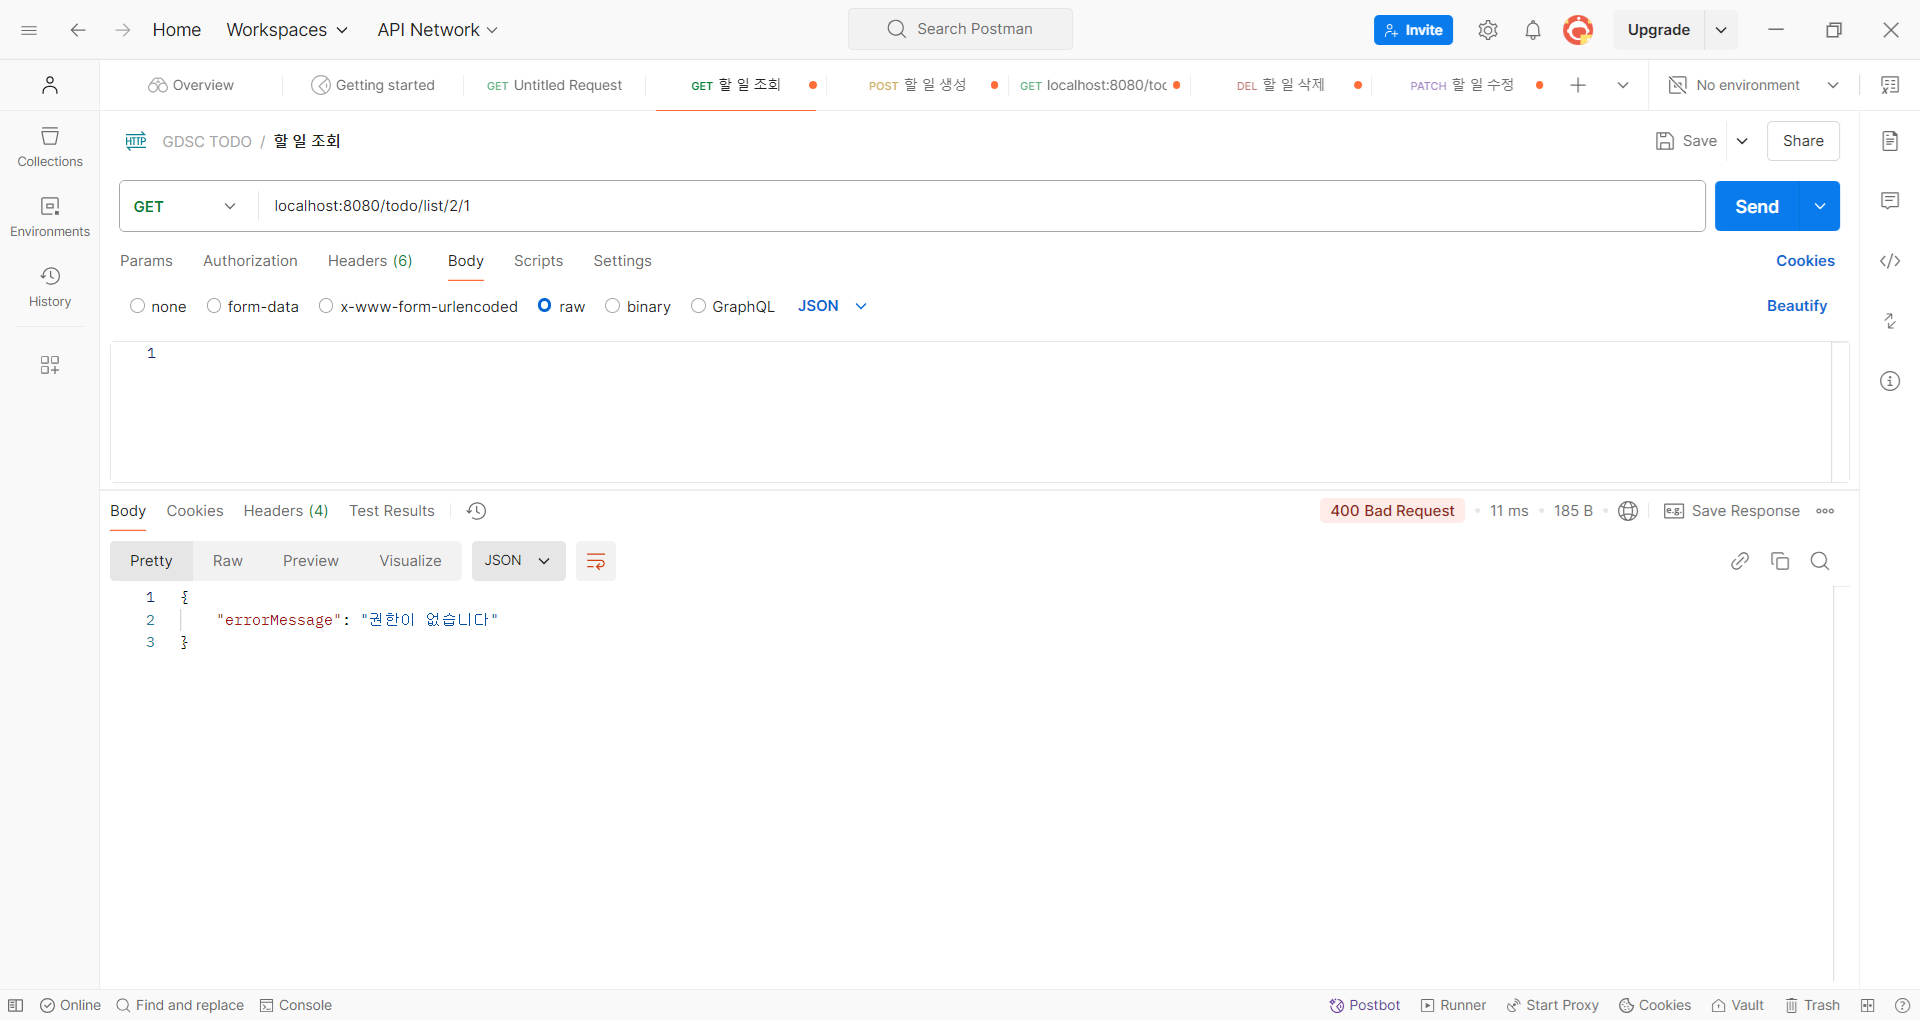 Home Workspaces API Network Search Postman Invite Upgrade
Overview Getting started GET Untitled Request GET 할 일 조회 POST 할 일 생성 GET localhost:8080/toc DEL 할 일 삭제 PATCH 할 일 수정 No environment
HTTP GDSC TODO / 할 일 조회 Save Share
Collections
GET localhost:8080/todo/list/2/1 Send
Environments
Params Authorization Headers (6) Body Scripts Settings Cookies
History
none form-data x-www-form-urlencoded raw binary GraphQL JSON Beautify
1
Body Cookies Headers (4) Test Results 400 Bad Request 11 ms 185 B e.g. Save Response
Pretty Raw Preview Visualize JSON
1 {
2 "errorMessage": "권한이 없습니다"
3 }
Online Find and replace Console Postbot Runner Start Proxy Cookies Vault Trash